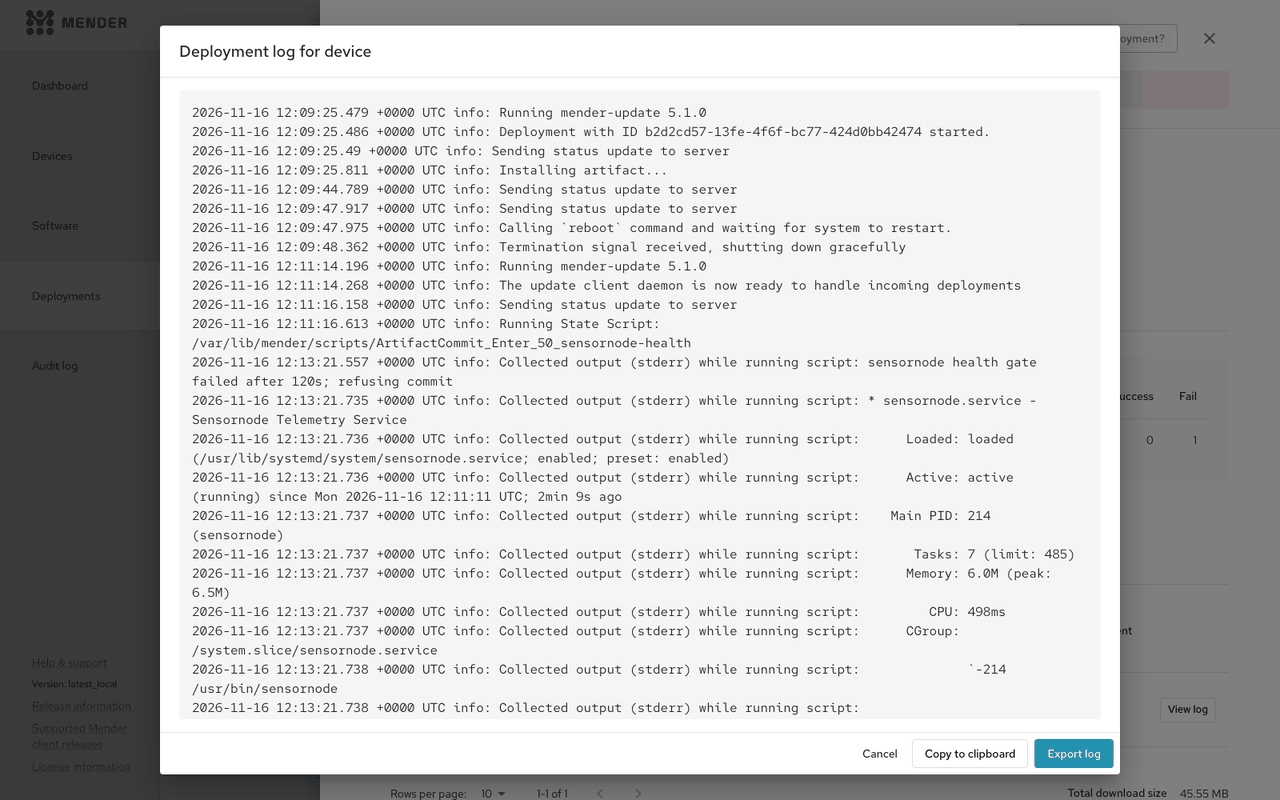 MENDER
Dashboard
Devices
Software
Deployments
Audit log
Help & support
Version: latest_local
Release information
Supported Mender
client releases
License information
oyment?
Deployment log for device
2026-11-16 12:09:25.479 +0000 UTC info: Running mender-update 5.1.0
2026-11-16 12:09:25.486 +0000 UTC info: Deployment with ID b2d2cd57-13fe-4f6f-bc77-424d0bb42474 started.
2026-11-16 12:09:25.49 +0000 UTC info: Sending status update to server
2026-11-16 12:09:25.811 +0000 UTC info: Installing artifact...
2026-11-16 12:09:44.789 +0000 UTC info: Sending status update to server
2026-11-16 12:09:47.917 +0000 UTC info: Sending status update to server
2026-11-16 12:09:47.975 +0000 UTC info: Calling `reboot` command and waiting for system to restart.
2026-11-16 12:09:48.362 +0000 UTC info: Termination signal received, shutting down gracefully
2026-11-16 12:11:14.196 +0000 UTC info: Running mender-update 5.1.0
2026-11-16 12:11:14.268 +0000 UTC info: The update client daemon is now ready to handle incoming deployments
2026-11-16 12:11:16.158 +0000 UTC info: Sending status update to server
2026-11-16 12:11:16.613 +0000 UTC info: Running State Script:
/var/lib/mender/scripts/ArtifactCommit_Enter_50_sensornode-health
2026-11-16 12:13:21.557 +0000 UTC info: Collected output (stderr) while running script: sensornode health gate
failed after 120s; refusing commit
2026-11-16 12:13:21.735 +0000 UTC info: Collected output (stderr) while running script: * sensornode.service -
Sensornode Telemetry Service
2026-11-16 12:13:21.736 +0000 UTC info: Collected output (stderr) while running script:      Loaded: loaded
(/usr/lib/systemd/system/sensornode.service; enabled; preset: enabled)
2026-11-16 12:13:21.736 +0000 UTC info: Collected output (stderr) while running script:      Active: active
(running) since Mon 2026-11-16 12:11:11 UTC; 2min 9s ago
2026-11-16 12:13:21.737 +0000 UTC info: Collected output (stderr) while running script:    Main PID: 214
(sensornode)
2026-11-16 12:13:21.737 +0000 UTC info: Collected output (stderr) while running script:       Tasks: 7 (limit: 485)
2026-11-16 12:13:21.737 +0000 UTC info: Collected output (stderr) while running script:      Memory: 6.0M (peak:
6.5M)
2026-11-16 12:13:21.737 +0000 UTC info: Collected output (stderr) while running script:         CPU: 498ms
2026-11-16 12:13:21.737 +0000 UTC info: Collected output (stderr) while running script:      CGroup:
/system.slice/sensornode.service
2026-11-16 12:13:21.738 +0000 UTC info: Collected output (stderr) while running script:              `-214
/usr/bin/sensornode
2026-11-16 12:13:21.738 +0000 UTC info: Collected output (stderr) while running script:
Cancel
Copy to clipboard
Export log
uccess Fail
0 1
nt
View log
Rows per page: 10 1-1 of 1
Total download size 45.55 MB